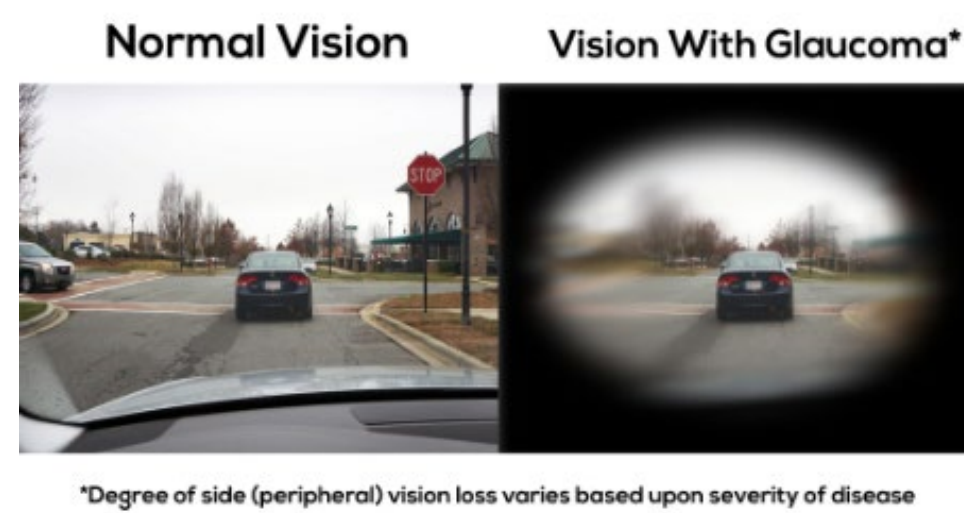 Normal Vision
Vision With Glaucoma*
STOP
*Degree of side (peripheral) vision loss varies based upon severity of disease